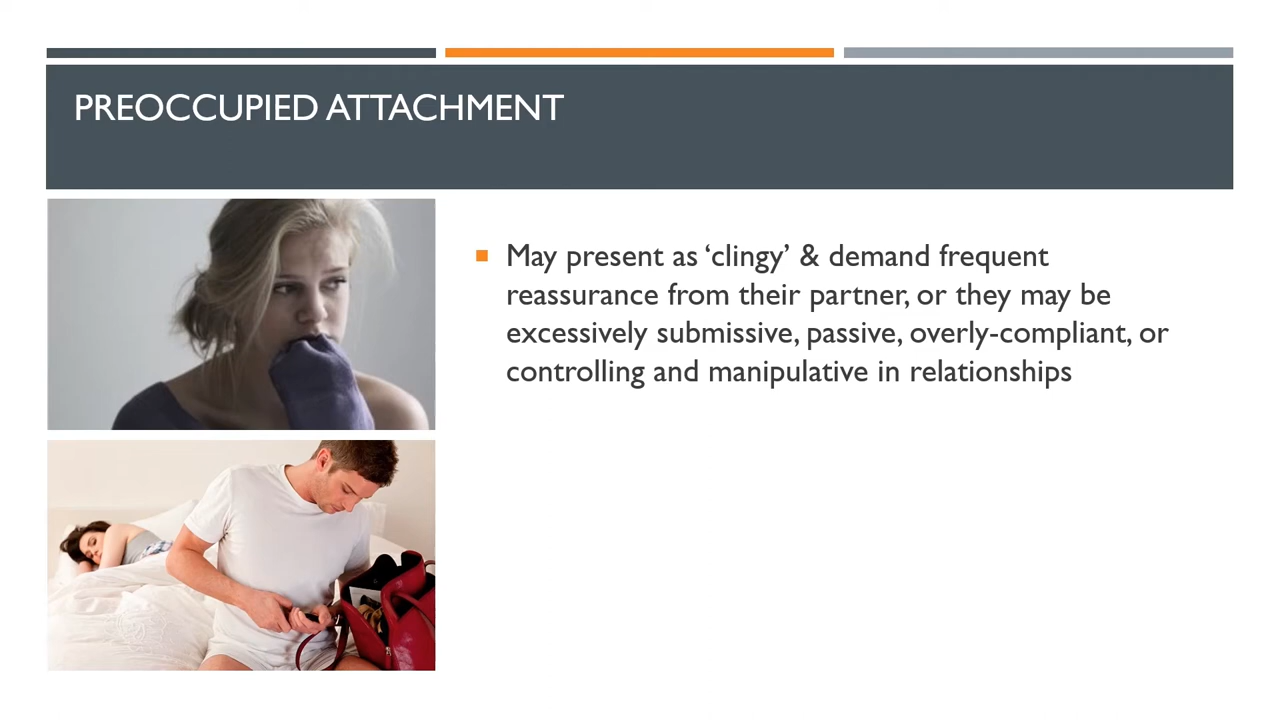 PREOCCUPIED ATTACHMENT
May present as ‘clingy’ & demand frequent
reassurance from their partner, or they may be
excessively submissive, passive, overly-compliant, or
controlling and manipulative in relationships